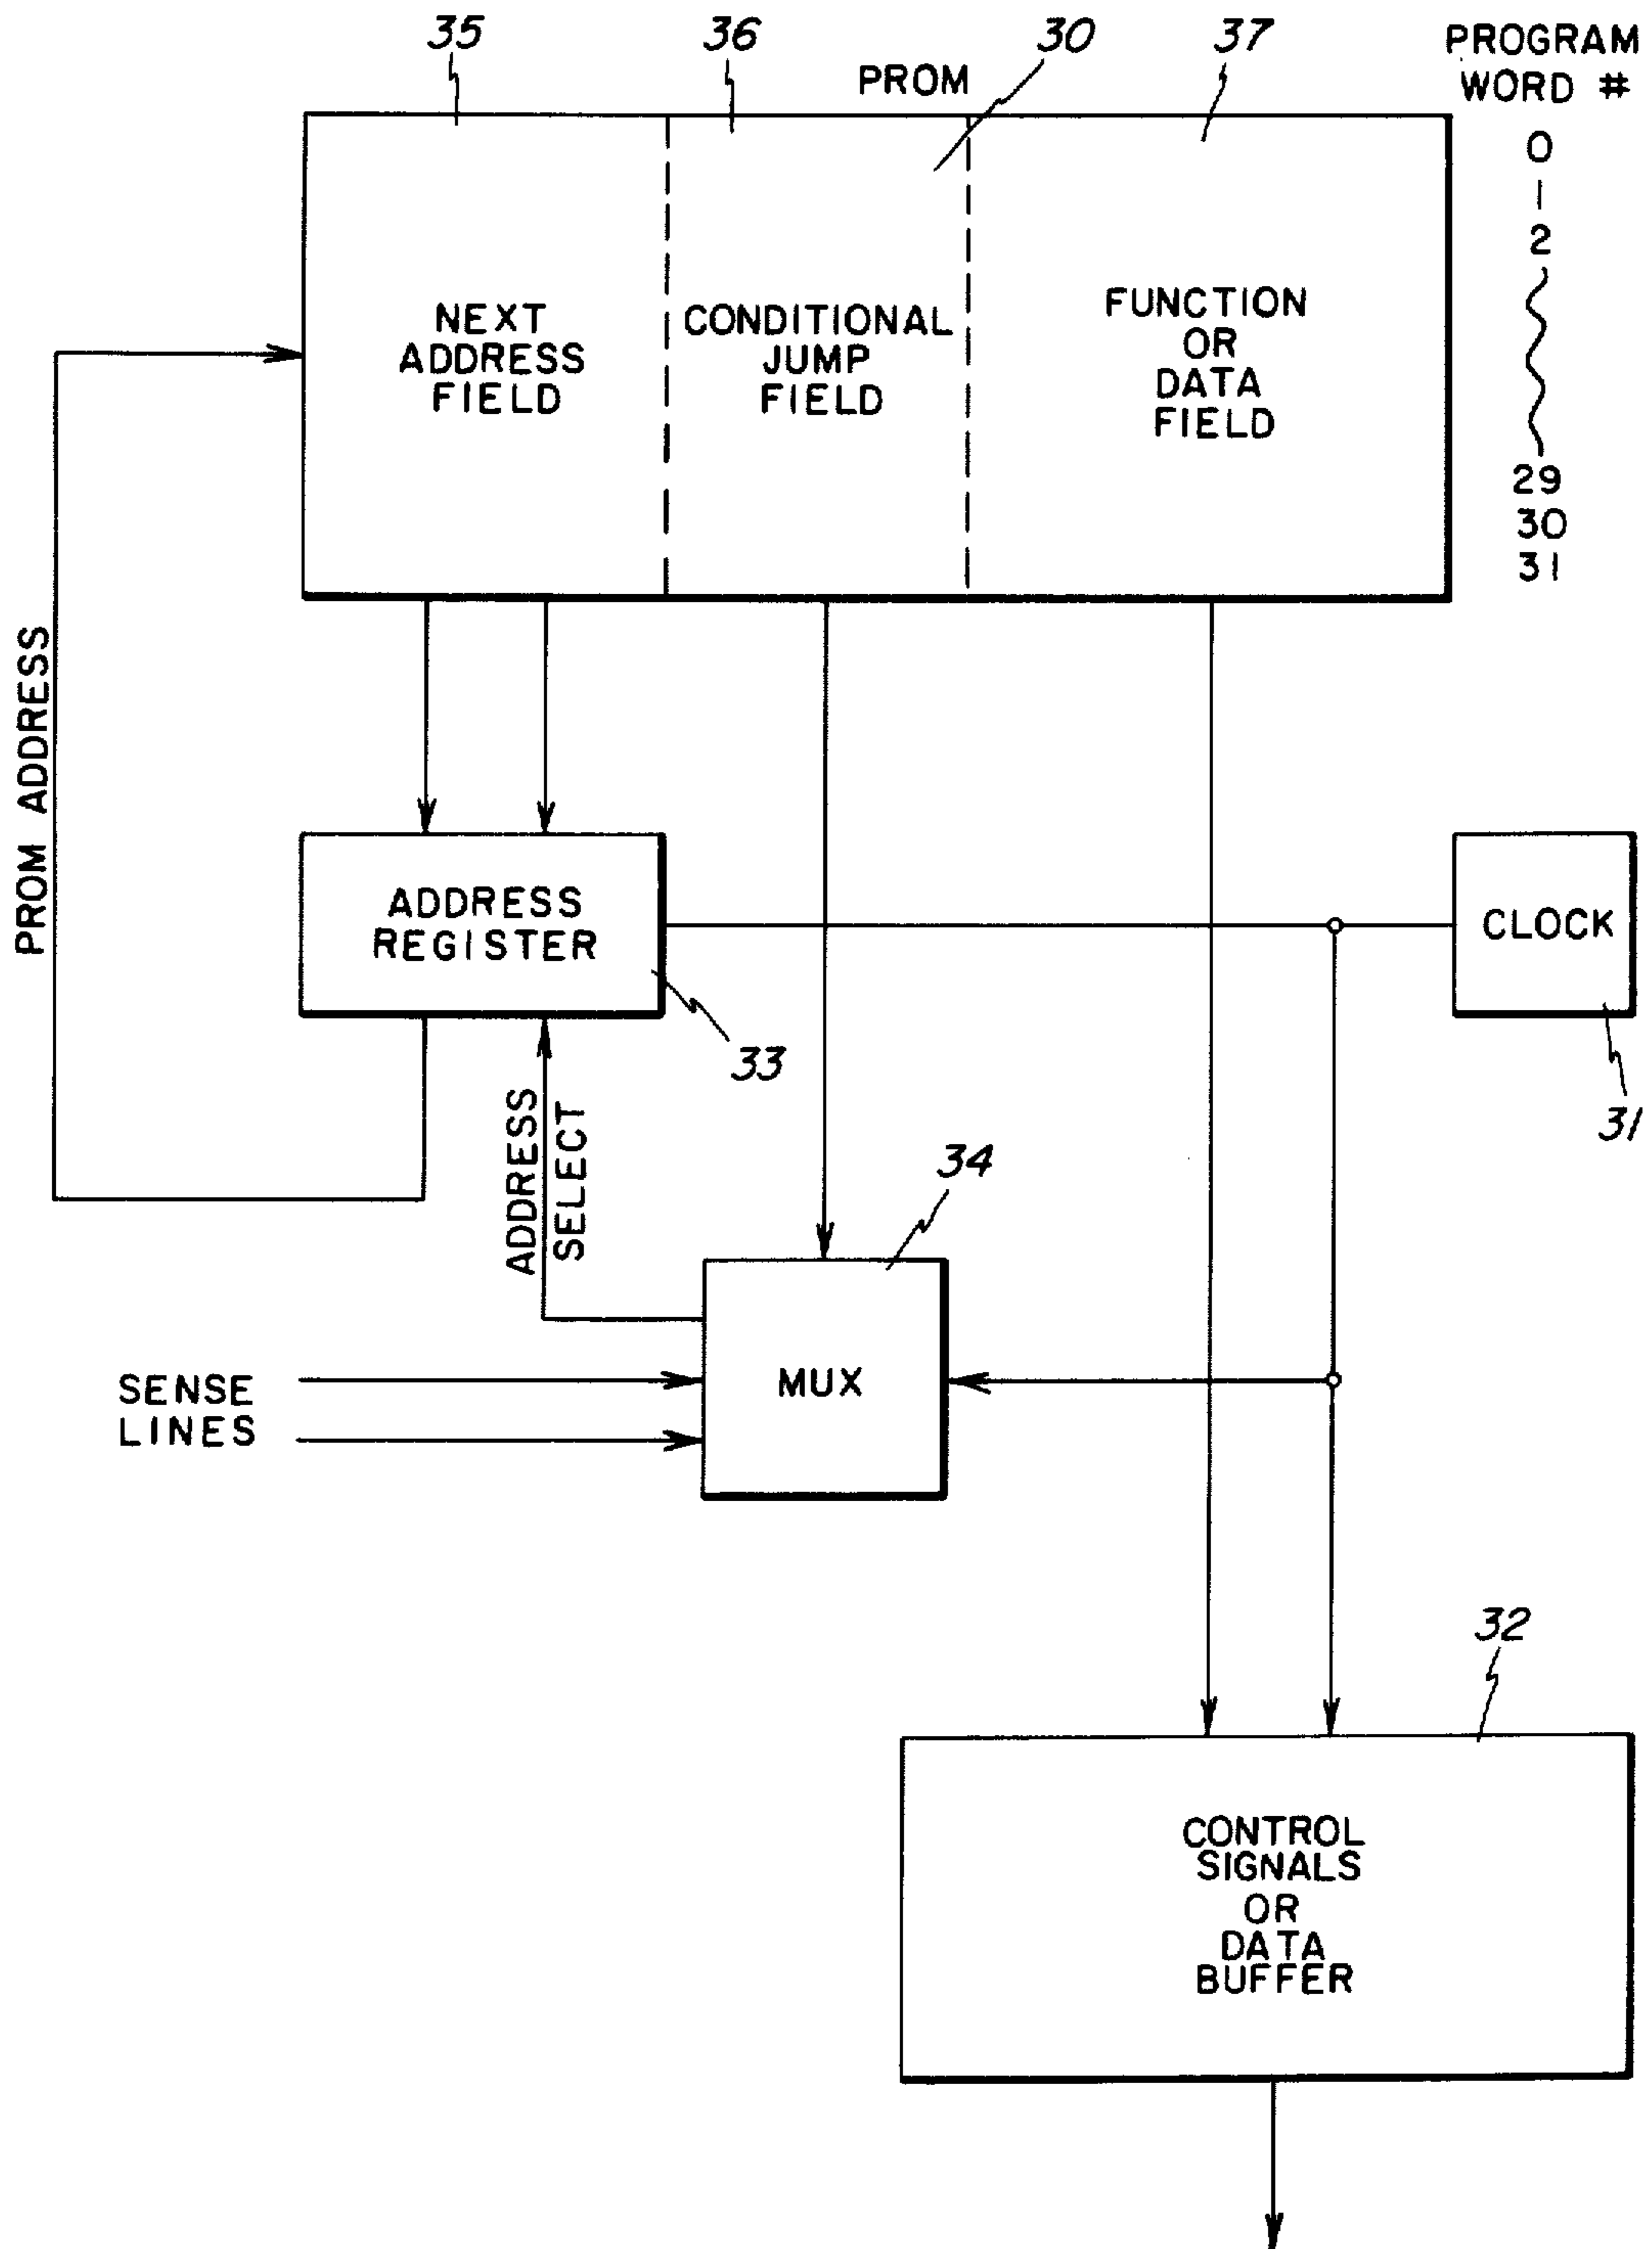 35
36
30
37
PROM
PROGRAM
WORD #
0
1
2
29
30
31
NEXT
ADDRESS
FIELD
CONDITIONAL
JUMP
FIELD
FUNCTION
OR
DATA
FIELD
PROM ADDRESS
ADDRESS
REGISTER
33
CLOCK
31
ADDRESS
SELECT
34
MUX
SENSE
LINES
32
CONTROL
SIGNALS
OR
DATA
BUFFER